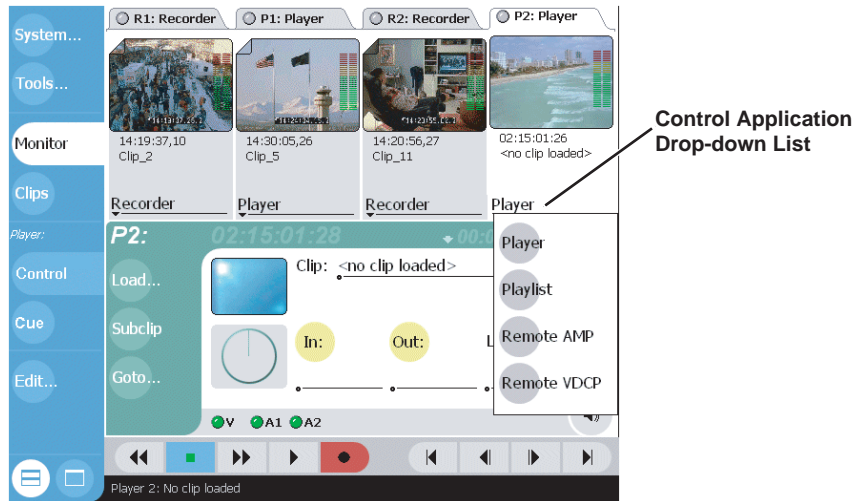 System...
Tools...
Monitor
Clips
Player:
Control
Cue
Edit...
R1: Recorder
P1: Player
R2: Recorder
P2: Player
14:19:37,10
Clip_2
14:30:05,26
Clip_5
14:20:56,27
Clip_11
02:15:01:26
<no clip loaded>
Recorder
Player
Recorder
Player
Control Application
Drop-down List
P2:
02:15:01:28
Load...
Subclip
Goto...
Clip: <no clip loaded>
In:
Out:
Player
Playlist
Remote AMP
Remote VDCP
V
A1
A2
Player 2: No clip loaded